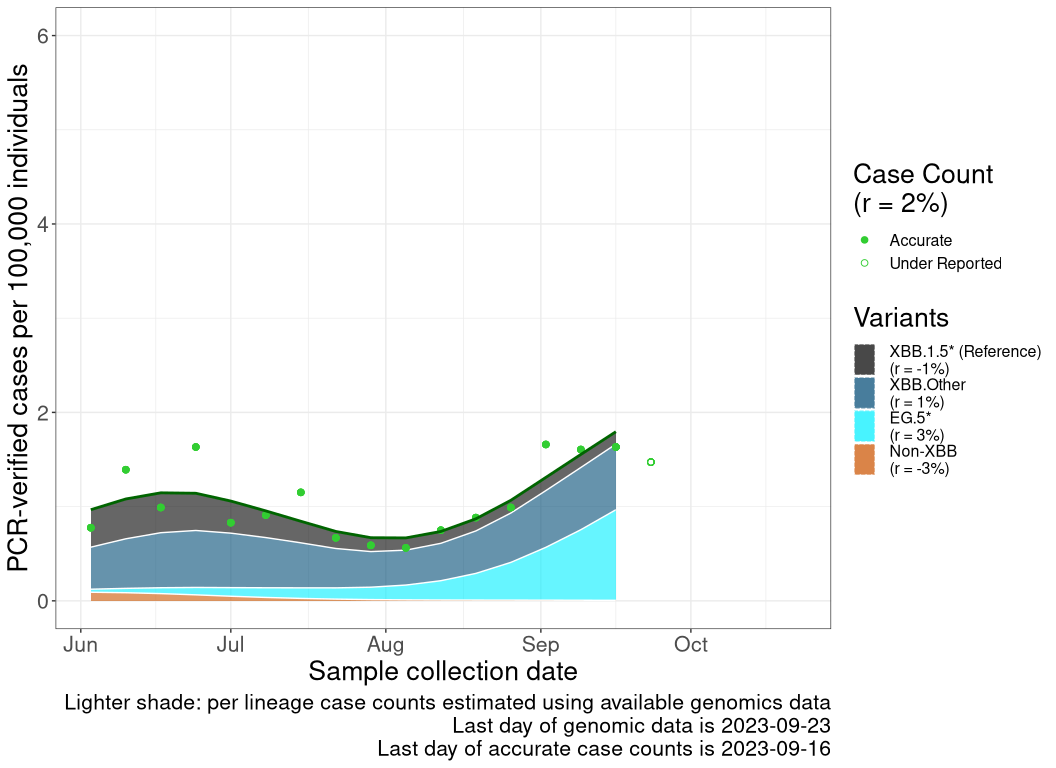 PCR-verified cases per 100,000 individuals
6
4
2
0
Jun Jul Aug Sep Oct
Sample collection date
Lighter shade: per lineage case counts estimated using available genomics data
Last day of genomic data is 2023-09-23
Last day of accurate case counts is 2023-09-16
Case Count
(r = 2%)
Accurate
Under Reported
Variants
XBB.1.5* (Reference)
(r = -1%)
XBB.Other
(r = 1%)
EG.5*
(r = 3%)
Non-XBB
(r = -3%)